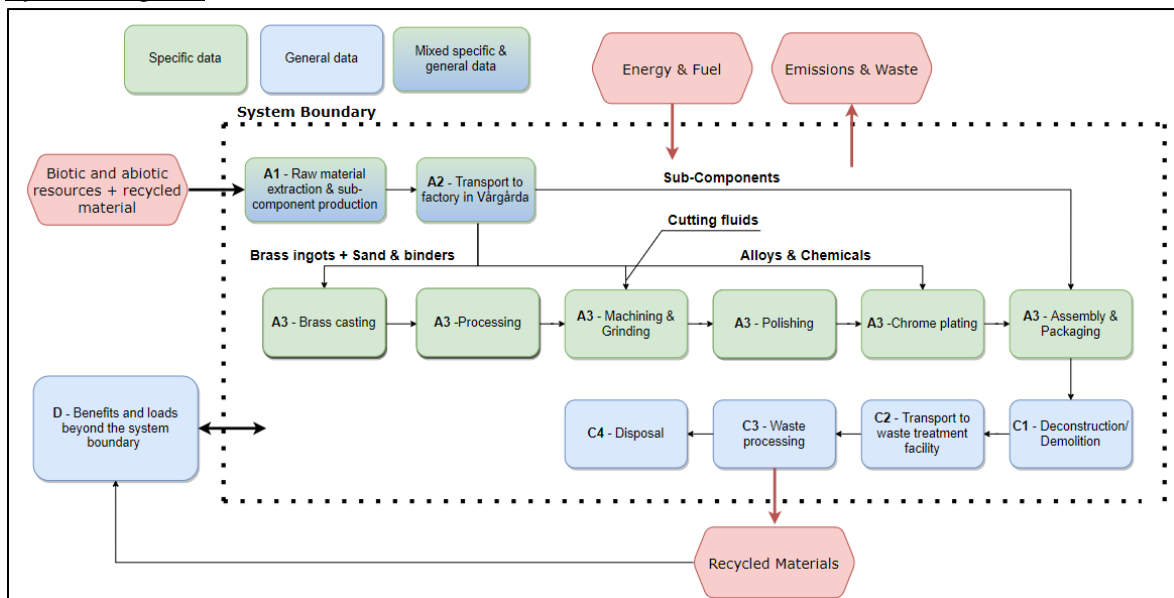 Specific data
General data
Mixed specific &
general data
Energy & Fuel
Emissions & Waste
System Boundary
Biotic and abiotic
resources + recycled
material
A1 - Raw material
extraction & sub-
component production
A2 - Transport to
factory in Vårgårda
Sub-Components
Cutting fluids
Brass ingots + Sand & binders
Alloys & Chemicals
A3 - Brass casting
A3 -Processing
A3 - Machining &
Grinding
A3 - Polishing
A3 -Chrome plating
A3 - Assembly &
Packaging
D - Benefits and loads
beyond the system
boundary
C4 - Disposal
C3 - Waste
processing
C2 - Transport to
waste treatment
facility
C1 - Deconstruction/
Demolition
Recycled Materials